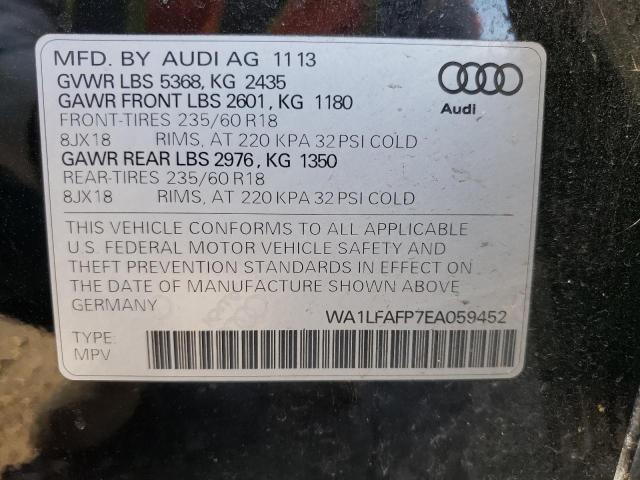 MFD. BY AUDI AG 11 13
GVWR LBS 5368, KG 2435
GAWR FRONT LBS 2601, KG 1180
FRONT-TIRES 235/60 R18
8JX18 RIMS, AT 220 KPA 32 PSI COLD
GAWR REAR LBS 2976, KG 1350
REAR-TIRES 235/60 R18
8JX18 RIMS, AT 220 KPA 32 PSI COLD
Audi
THIS VEHICLE CONFORMS TO ALL APPLICABLE
U.S. FEDERAL MOTOR VEHICLE SAFETY AND
THEFT PREVENTION STANDARDS IN EFFECT ON
THE DATE OF MANUFACTURE SHOWN ABOVE
GERMANY
WA1LFAFP7EA059452
TYPE:
MPV